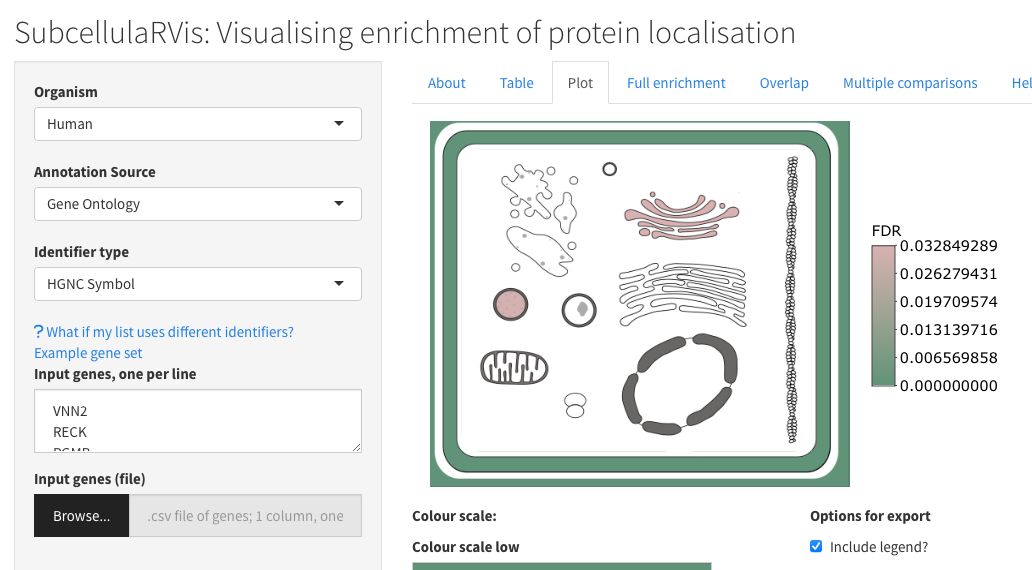 SubcellulaRVis: Visualising enrichment of protein localisation
Organism
Human
Annotation Source
Gene Ontology
Identifier type
HGNC Symbol
? What if my list uses different identifiers?
Example gene set
Input genes, one per line
VNN2
RECK
Input genes (file)
Browse...
.csv file of genes; 1 column, one
About
Table
Plot
Full enrichment
Overlap
Multiple comparisons
FDR
0.032849289
0.026279431
0.019709574
0.013139716
0.006569858
0.000000000
Colour scale:
Colour scale low
Options for export
Include legend?